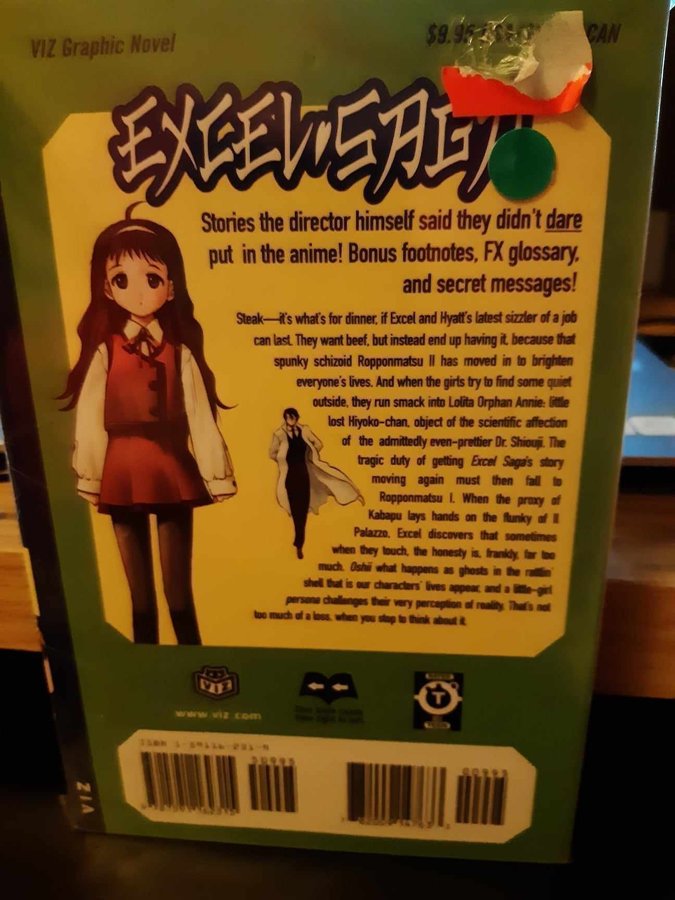 VIZ Graphic Novel
$9.95 CAN
EXCEL SAGA
Stories the director himself said they didn't dare
put in the anime! Bonus footnotes, FX glossary,
and secret messages!
Steak—it's what's for dinner, if Excel and Hyatt's latest sizzler of a job
can last. They want beef, but instead end up having it, because that
spunky schizoid Ropponmatsu II has moved in to brighten
everyone's lives. And when the girls try to find some quiet
outside, they run smack into Lolita Orphan Annie: little
lost Hiyoko-chan, object of the scientific affection
of the admittedly even-prettier Dr. Shiouji. The
tragic duty of getting Excel Saga's story
moving again must then fall to
Ropponmatsu I. When the proxy of
Kabapu lays hands on the flunky of Il
Palazzo, Excel discovers that sometimes
when they touch, the honesty is, frankly, far too
much. Oshii what happens as ghosts in the rattlin'
shell that is our characters' lives appear, and a little-girl
persona challenges their very perception of reality. That's not
too much of a loss, when you stop to think about it.
VIZ
www.viz.com
T
ISBN
VIZ